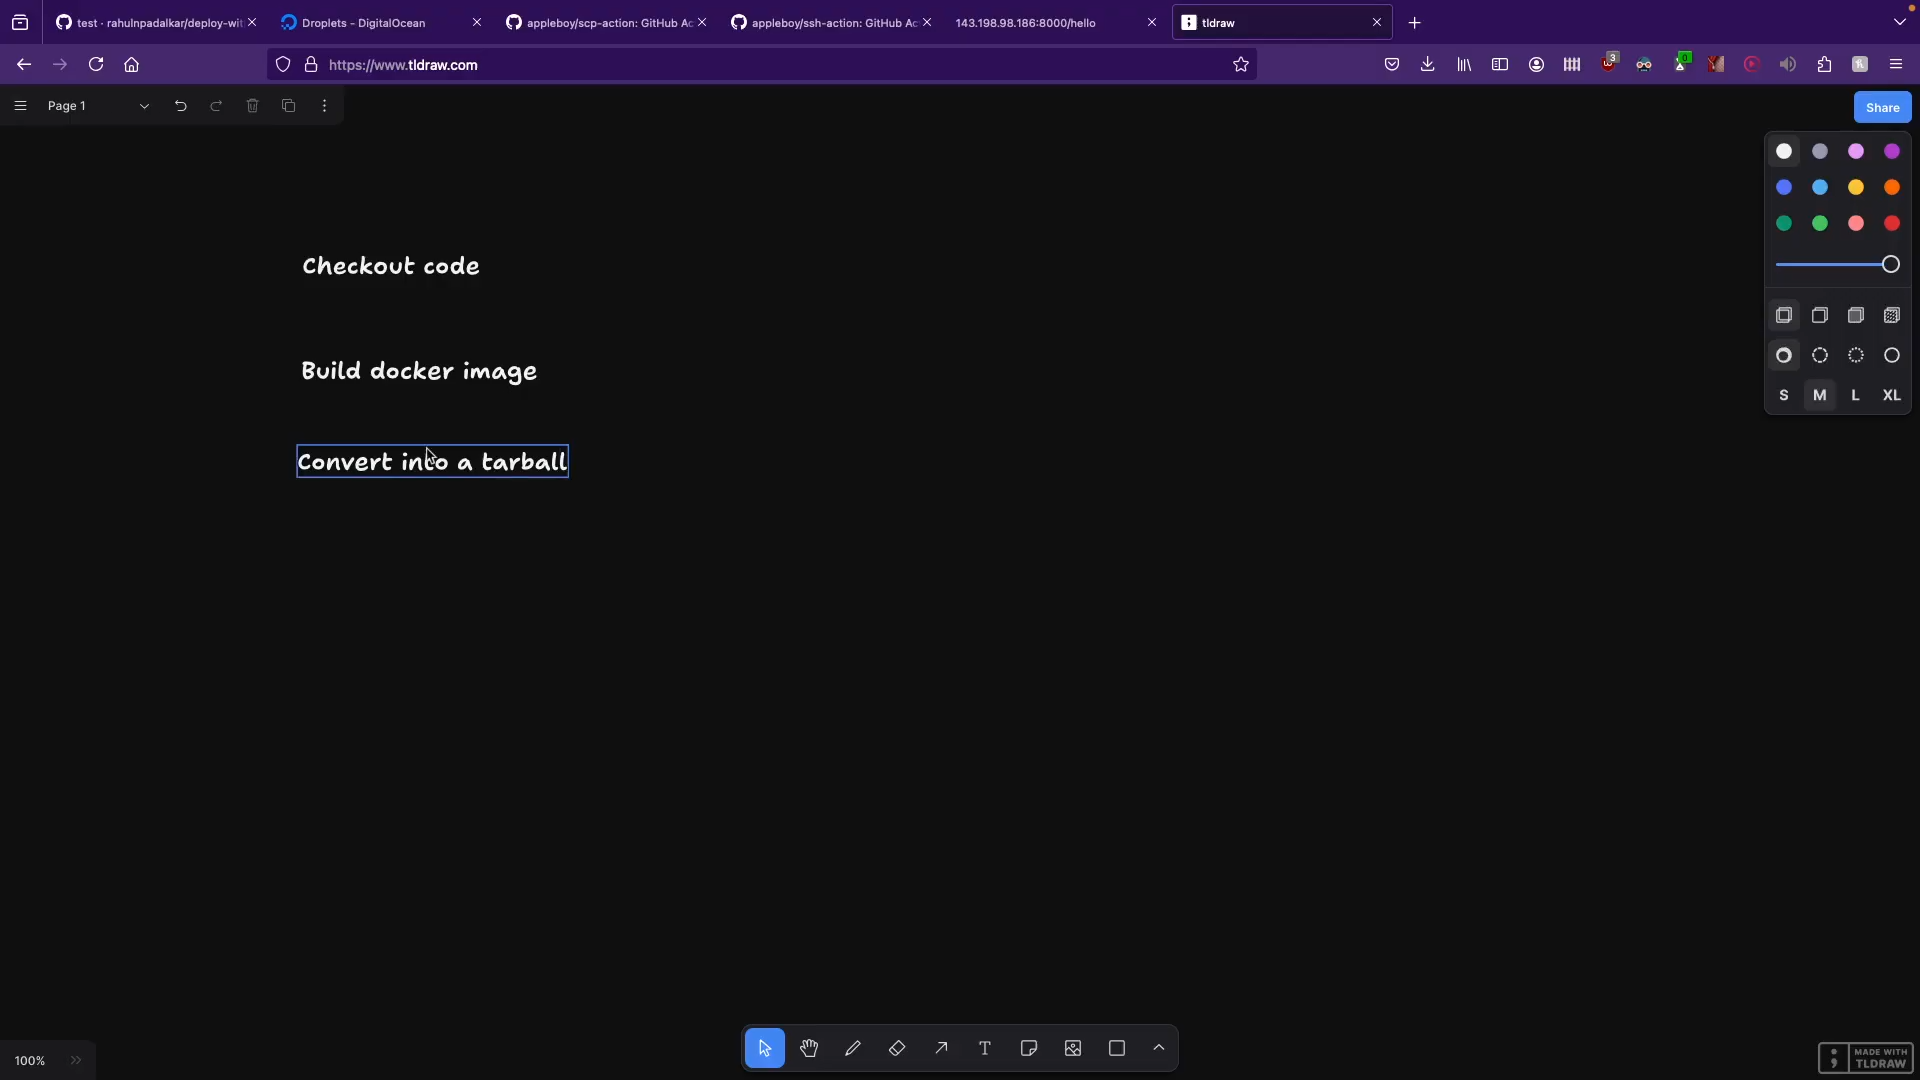 test · rahulnpadalkar/deploy-wit
Droplets - DigitalOcean
appleboy/scp-action: GitHub Ac
appleboy/ssh-action: GitHub Ac
143.198.98.186:8000/hello
tldraw
https://www.tldraw.com
3
0
Page 1
Share
Checkout code
Build docker image
Convert into a tarball
S M L XL
T
100%
MADE WITH
TLDRAW